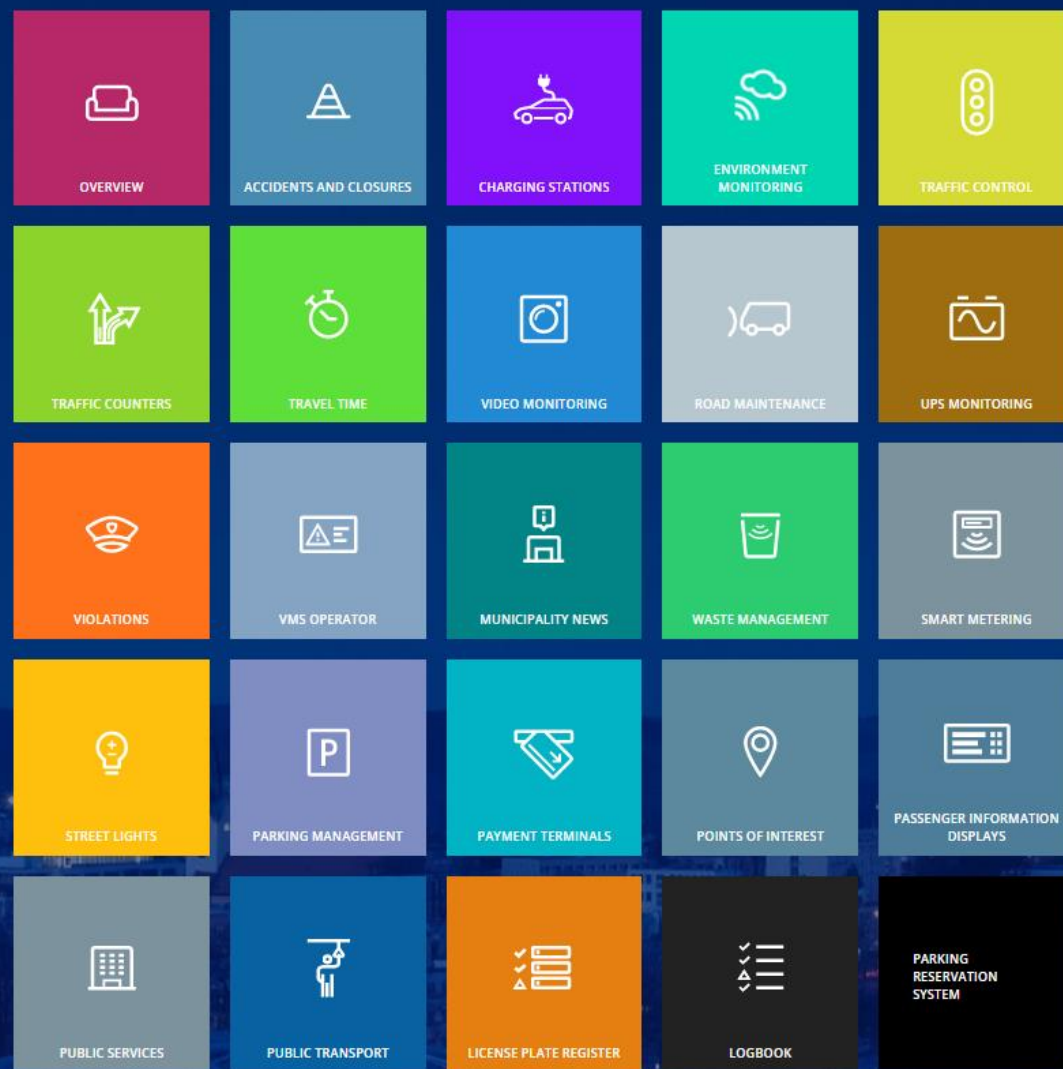 OVERVIEW
ACCIDENTS AND CLOSURES
CHARGING STATIONS
ENVIRONMENT
MONITORING
TRAFFIC CONTROL
TRAFFIC COUNTERS
TRAVEL TIME
VIDEO MONITORING
ROAD MAINTENANCE
UPS MONITORING
VIOLATIONS
VMS OPERATOR
MUNICIPALITY NEWS
WASTE MANAGEMENT
SMART METERING
STREET LIGHTS
P
PARKING MANAGEMENT
PAYMENT TERMINALS
POINTS OF INTEREST
PASSENGER INFORMATION
DISPLAYS
PUBLIC SERVICES
PUBLIC TRANSPORT
LICENSE PLATE REGISTER
LOGBOOK
PARKING
RESERVATION
SYSTEM